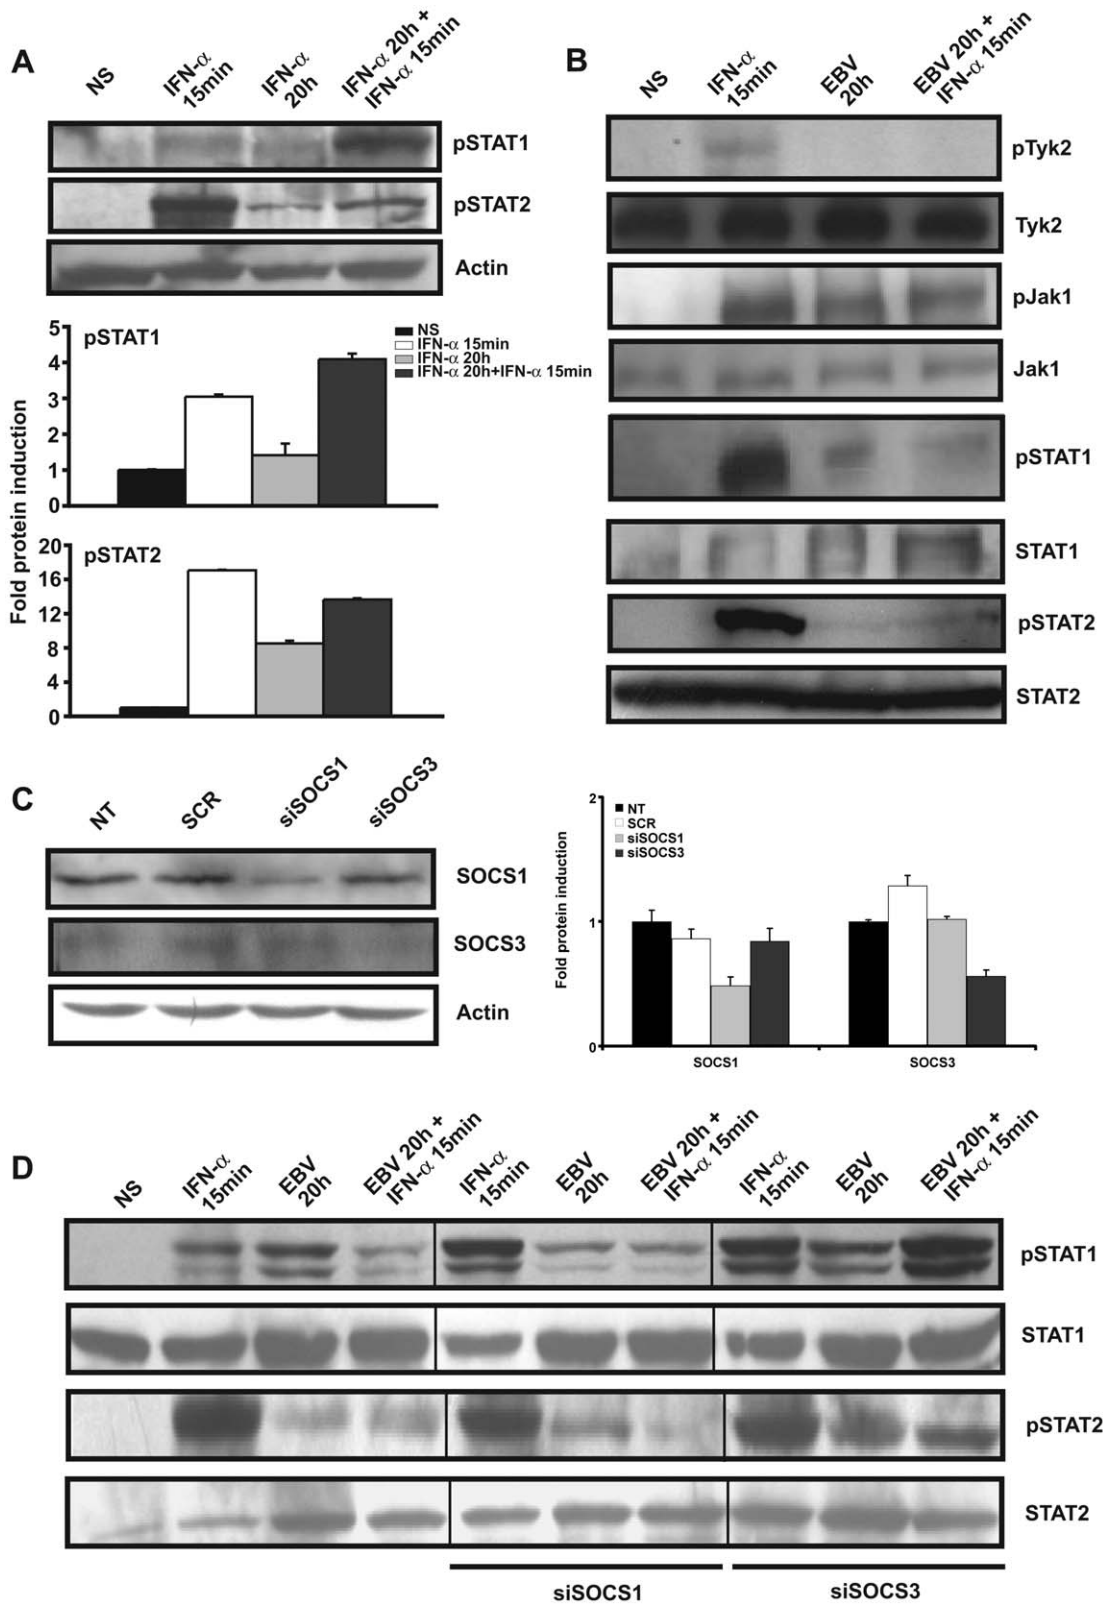 A
NS
IFN-α
15min
IFN-α
20h
IFN-α 20h +
IFN-α 15min
pSTAT1
pSTAT2
Actin
Fold protein induction
pSTAT1
5
4
3
2
1
0
NS
IFN-α 15min
IFN-α 20h
IFN-α 20h+IFN-α 15min
pSTAT2
20
16
12
8
4
0
B
NS
IFN-α
15min
EBV
20h
EBV 20h +
IFN-α 15min
pTyk2
Tyk2
pJak1
Jak1
pSTAT1
STAT1
pSTAT2
STAT2
C
NT
SCR
siSOCS1
siSOCS3
SOCS1
SOCS3
Actin
Fold protein induction
2
1
0
NT
SCR
siSOCS1
siSOCS3
SOCS1
SOCS3
D
NS
IFN-α
15min
EBV
20h
EBV 20h +
IFN-α 15min
IFN-α
15min
EBV
20h
EBV 20h +
IFN-α 15min
IFN-α
15min
EBV
20h
EBV 20h +
IFN-α 15min
pSTAT1
STAT1
pSTAT2
STAT2
siSOCS1
siSOCS3